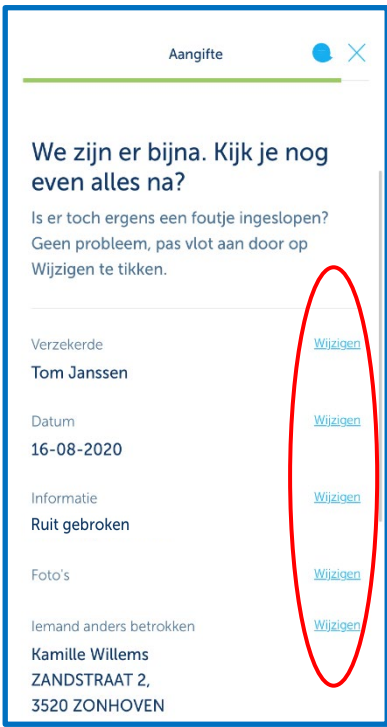 Aangifte
We zijn er bijna. Kijk je nog
even alles na?
Is er toch ergens een foutje ingeslopen?
Geen probleem, pas vlot aan door op
Wijzigen te tikken.
Verzekerde Wijzigen
Tom Janssen
Datum Wijzigen
16-08-2020
Informatie Wijzigen
Ruit gebroken
Foto's Wijzigen
Iemand anders betrokken Wijzigen
Kamille Willems
ZANDSTRAAT 2,
3520 ZONHOVEN